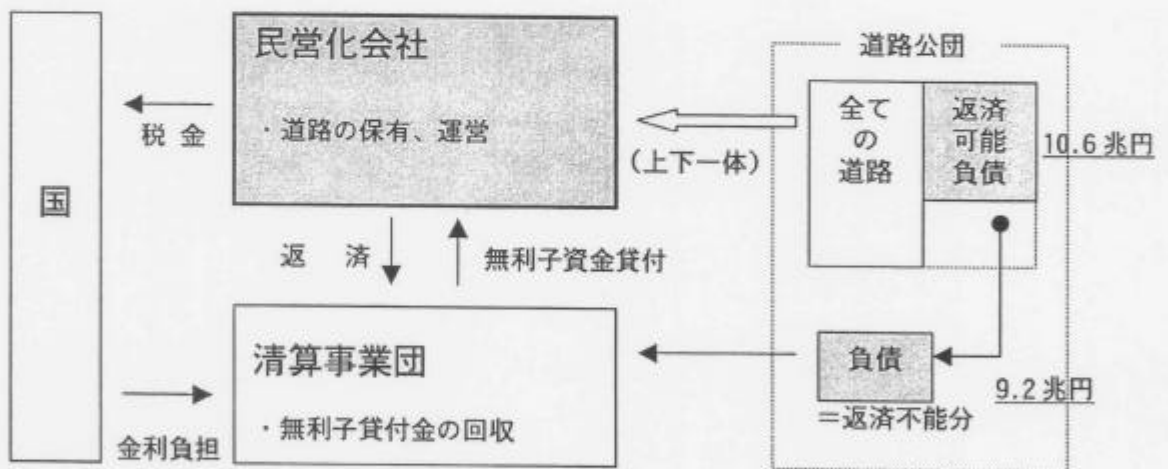 民営化会社
・道路の保有、運営
税 金
国
返 済
無利子資金貸付
清算事業団
・無利子貸付金の回収
金利負担
(上下一体)
道路公団
全ての道路
返済可能負債
10.6 兆円
負債
9.2 兆円
=返済不能分